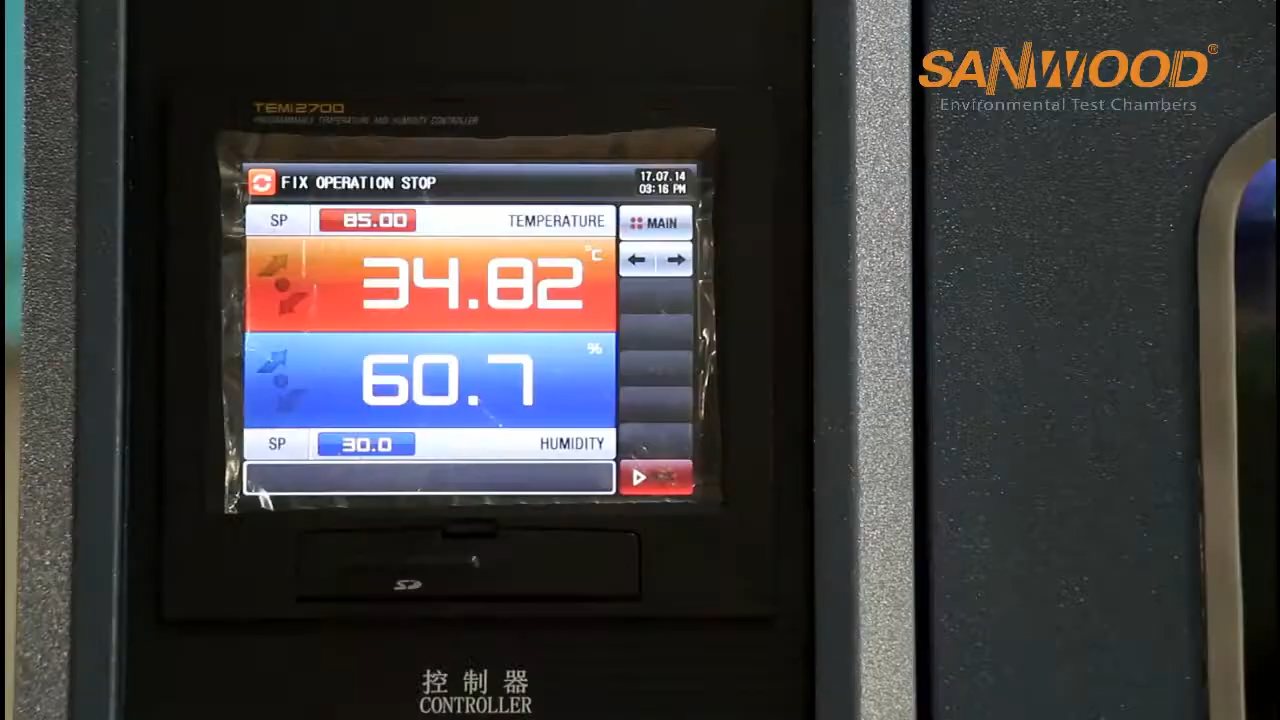 SANWOOD®
Environmental Test Chambers
TEMI2700
PROGRAMMABLE TEMPERATURE AND HUMIDITY CONTROLLER
FIX OPERATION STOP
17.07.14
03:16 PM
SP 85.00 TEMPERATURE
MAIN
← →
°C
34.82
%
60.7
SP 30.0 HUMIDITY
SD
控制器
CONTROLLER